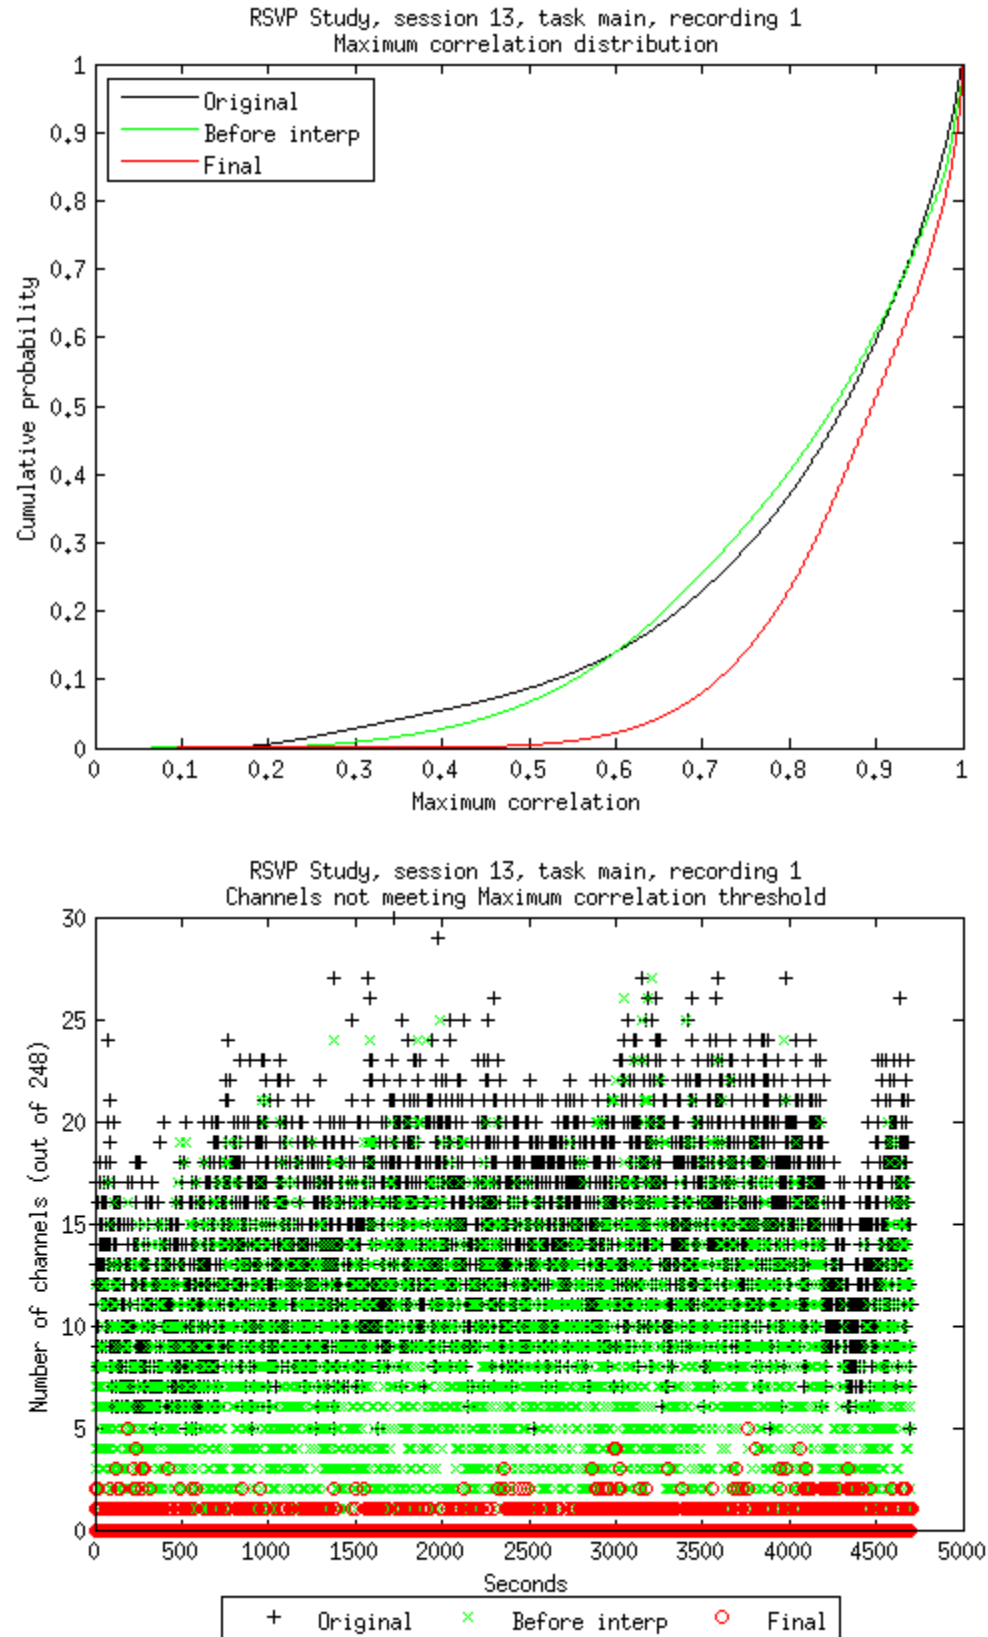 RSVP Study, session 13, task main, recording 1
Maximum correlation distribution
1
0.9
0.8
0.7
0.6
0.5
0.4
0.3
0.2
0.1
0
Cumulative probability
Original
Before interp
Final
0 0.1 0.2 0.3 0.4 0.5 0.6 0.7 0.8 0.9 1
Maximum correlation
RSVP Study, session 13, task main, recording 1
Channels not meeting Maximum correlation threshold
30
25
20
15
10
5
0
Number of channels (out of 248)
0 500 1000 1500 2000 2500 3000 3500 4000 4500 5000
Seconds
Original Before interp Final